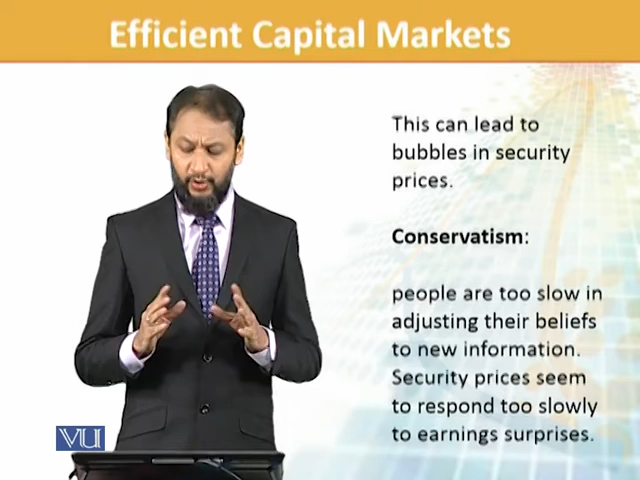 Efficient Capital Markets
This can lead to
bubbles in security
prices.
Conservatism:
people are too slow in
adjusting their beliefs
to new information.
Security prices seem
to respond too slowly
to earnings surprises.
VU